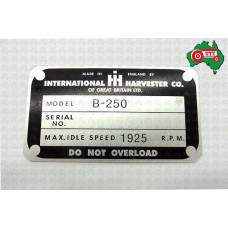 MADE IN ENGLAND BY
INTERNATIONAL IH HARVESTER CO.
OF GREAT BRITAIN LTD.
MODEL B-250
SERIAL
NO.
MAX.IDLE SPEED 1925 R.P.M.
DO NOT OVERLOAD